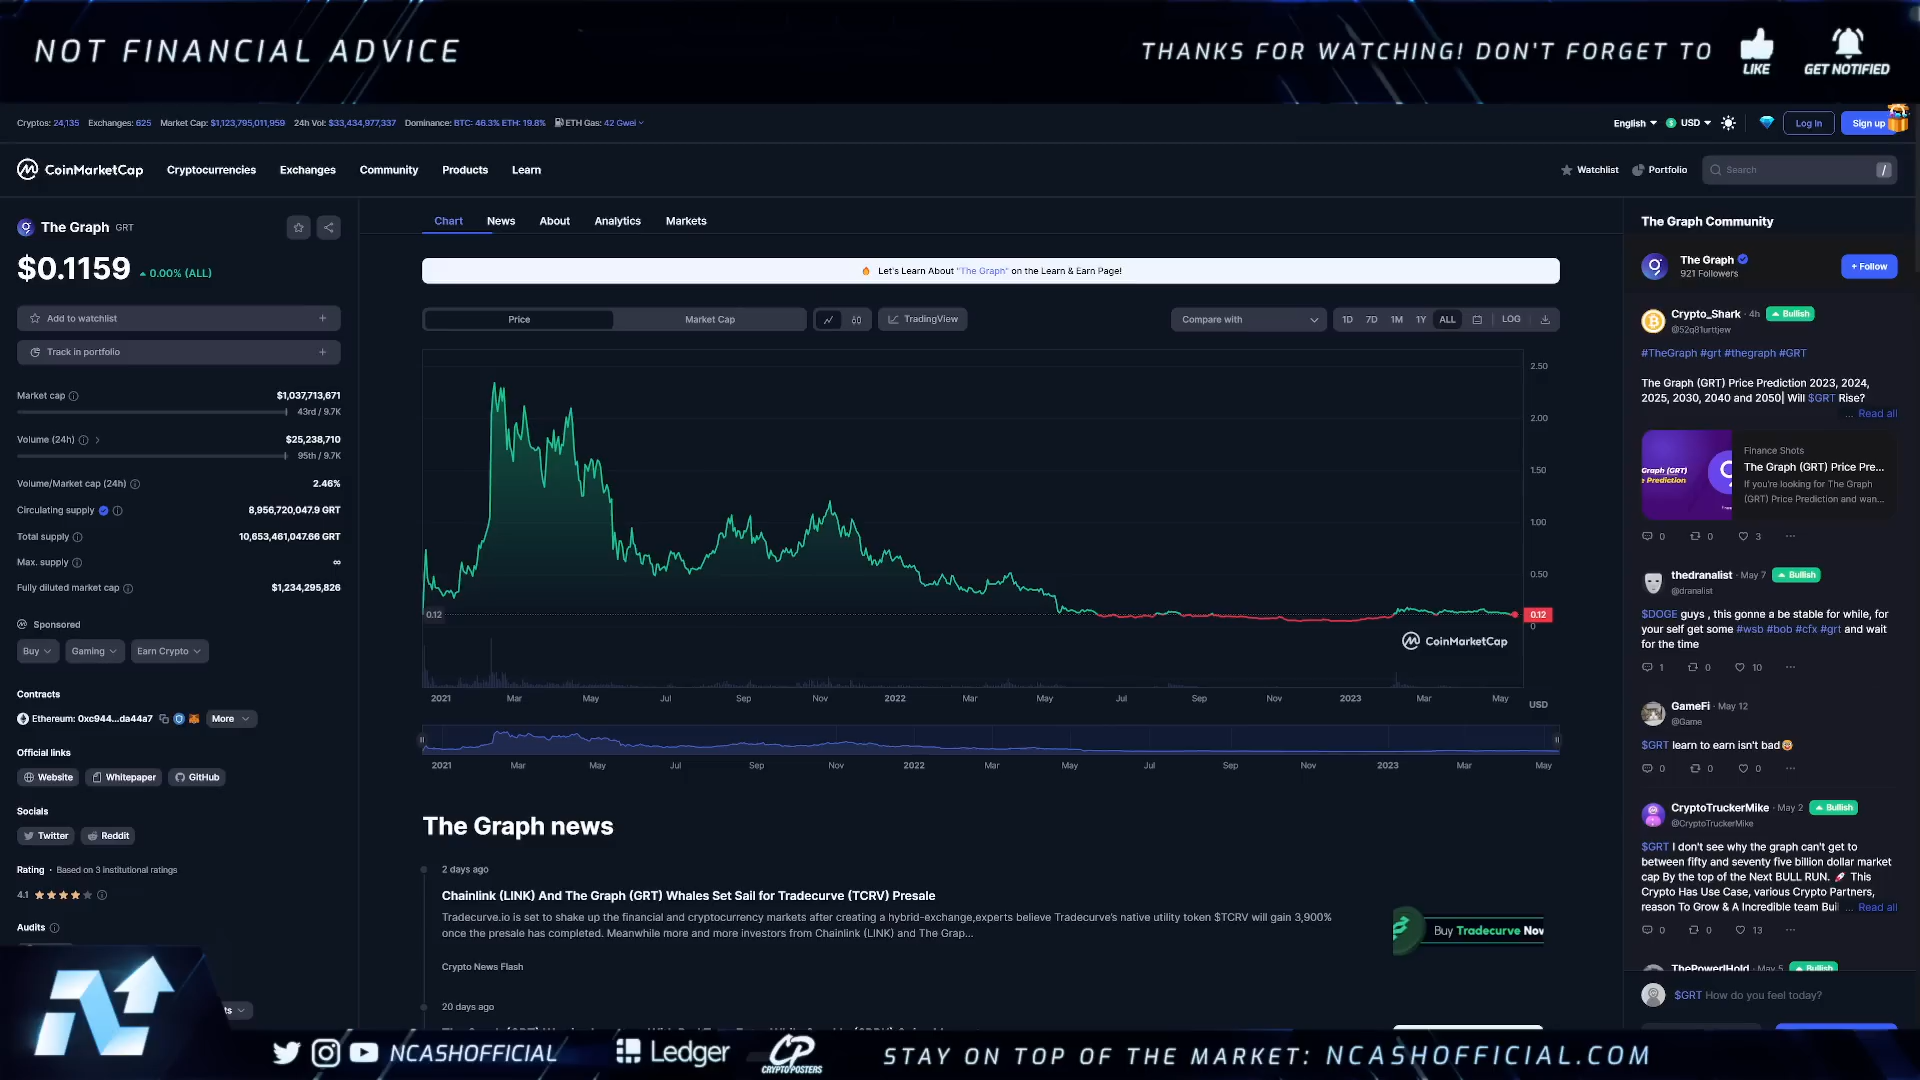 NOT FINANCIAL ADVICE
THANKS FOR WATCHING! DON'T FORGET TO
LIKE
GET NOTIFIED
Cryptos: 24,135 Exchanges: 625 Market Cap: $1,123,795,011,959 24h Vol: $33,434,977,337 Dominance: BTC: 46.3% ETH: 19.8% ETH Gas: 42 Gwei
English USD Log In Sign up
CoinMarketCap Cryptocurrencies Exchanges Community Products Learn
Watchlist Portfolio Search /
The Graph GRT
$0.1159 0.00% (ALL)
Add to watchlist +
Track in portfolio +
Market cap $1,037,713,671
43rd / 9.7K
Volume (24h) $25,238,710
95th / 9.7K
Volume/Market cap (24h) 2.46%
Circulating supply 8,956,720,047.9 GRT
Total supply 10,653,461,047.66 GRT
Max. supply ∞
Fully diluted market cap $1,234,295,826
Sponsored
Buy Gaming Earn Crypto
Contracts
Ethereum: 0xc944...da44a7 More
Official links
Website Whitepaper GitHub
Socials
Twitter Reddit
Rating · Based on 3 institutional ratings
4.1
Audits
ts
Chart News About Analytics Markets
Let's Learn About "The Graph" on the Learn & Earn Page!
Price Market Cap TradingView
Compare with 1D 7D 1M 1Y ALL LOG
2.50
2.00
1.50
1.00
0.50
0.12 0.12
0
CoinMarketCap
2021 Mar May Jul Sep Nov 2022 Mar May Jul Sep Nov 2023 Mar May
USD
2021 Mar May Jul Sep Nov 2022 Mar May Jul Sep Nov 2023 Mar May
The Graph news
2 days ago
Chainlink (LINK) And The Graph (GRT) Whales Set Sail for Tradecurve (TCRV) Presale
Tradecurve.io is set to shake up the financial and cryptocurrency markets after creating a hybrid-exchange,experts believe Tradecurve's native utility token $TCRV will gain 3,900%
once the presale has completed. Meanwhile more and more investors from Chainlink (LINK) and The Grap...
Buy Tradecurve Now
Crypto News Flash
20 days ago
The Graph Community
The Graph
921 Followers
+ Follow
Crypto_Shark · 4h Bullish
@52q81urttjew
#TheGraph #grt #thegraph #GRT
The Graph (GRT) Price Prediction 2023, 2024,
2025, 2030, 2040 and 2050| Will $GRT Rise?
... Read all
Graph (GRT)
e Prediction
Finance Shots
The Graph (GRT) Price Pre...
If you're looking for The Graph
(GRT) Price Prediction and wan...
0 0 3 ...
thedranalist · May 7 Bullish
@dranalist
$DOGE guys , this gonne a be stable for while, for
your self get some #wsb #bob #cfx #grt and wait
for the time
1 0 10 ...
GameFi · May 12
@Game
$GRT learn to earn isn't bad
0 0 0 ...
CryptoTruckerMike · May 2 Bullish
@CryptoTruckerMike
$GRT I don't see why the graph can't get to
between fifty and seventy five billion dollar market
cap By the top of the Next BULL RUN. This
Crypto Has Use Case, various Crypto Partners,
reason To Grow & A Incredible team Bui ... Read all
0 0 13 ...
ThePowerHold · May 5 Bullish
$GRT How do you feel today?
NCASHOFFICIAL
Ledger
CP
CRYPTOPOSTERS
STAY ON TOP OF THE MARKET: NCASHOFFICIAL.COM